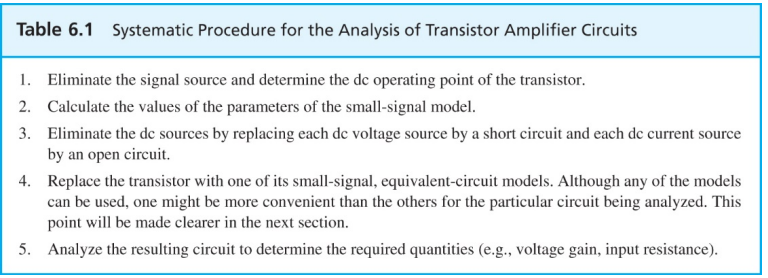 Table 6.1 Systematic Procedure for the Analysis of Transistor Amplifier Circuits
1. Eliminate the signal source and determine the dc operating point of the transistor.
2. Calculate the values of the parameters of the small-signal model.
3. Eliminate the dc sources by replacing each dc voltage source by a short circuit and each dc current source
by an open circuit.
4. Replace the transistor with one of its small-signal, equivalent-circuit models. Although any of the models
can be used, one might be more convenient than the others for the particular circuit being analyzed. This
point will be made clearer in the next section.
5. Analyze the resulting circuit to determine the required quantities (e.g., voltage gain, input resistance).